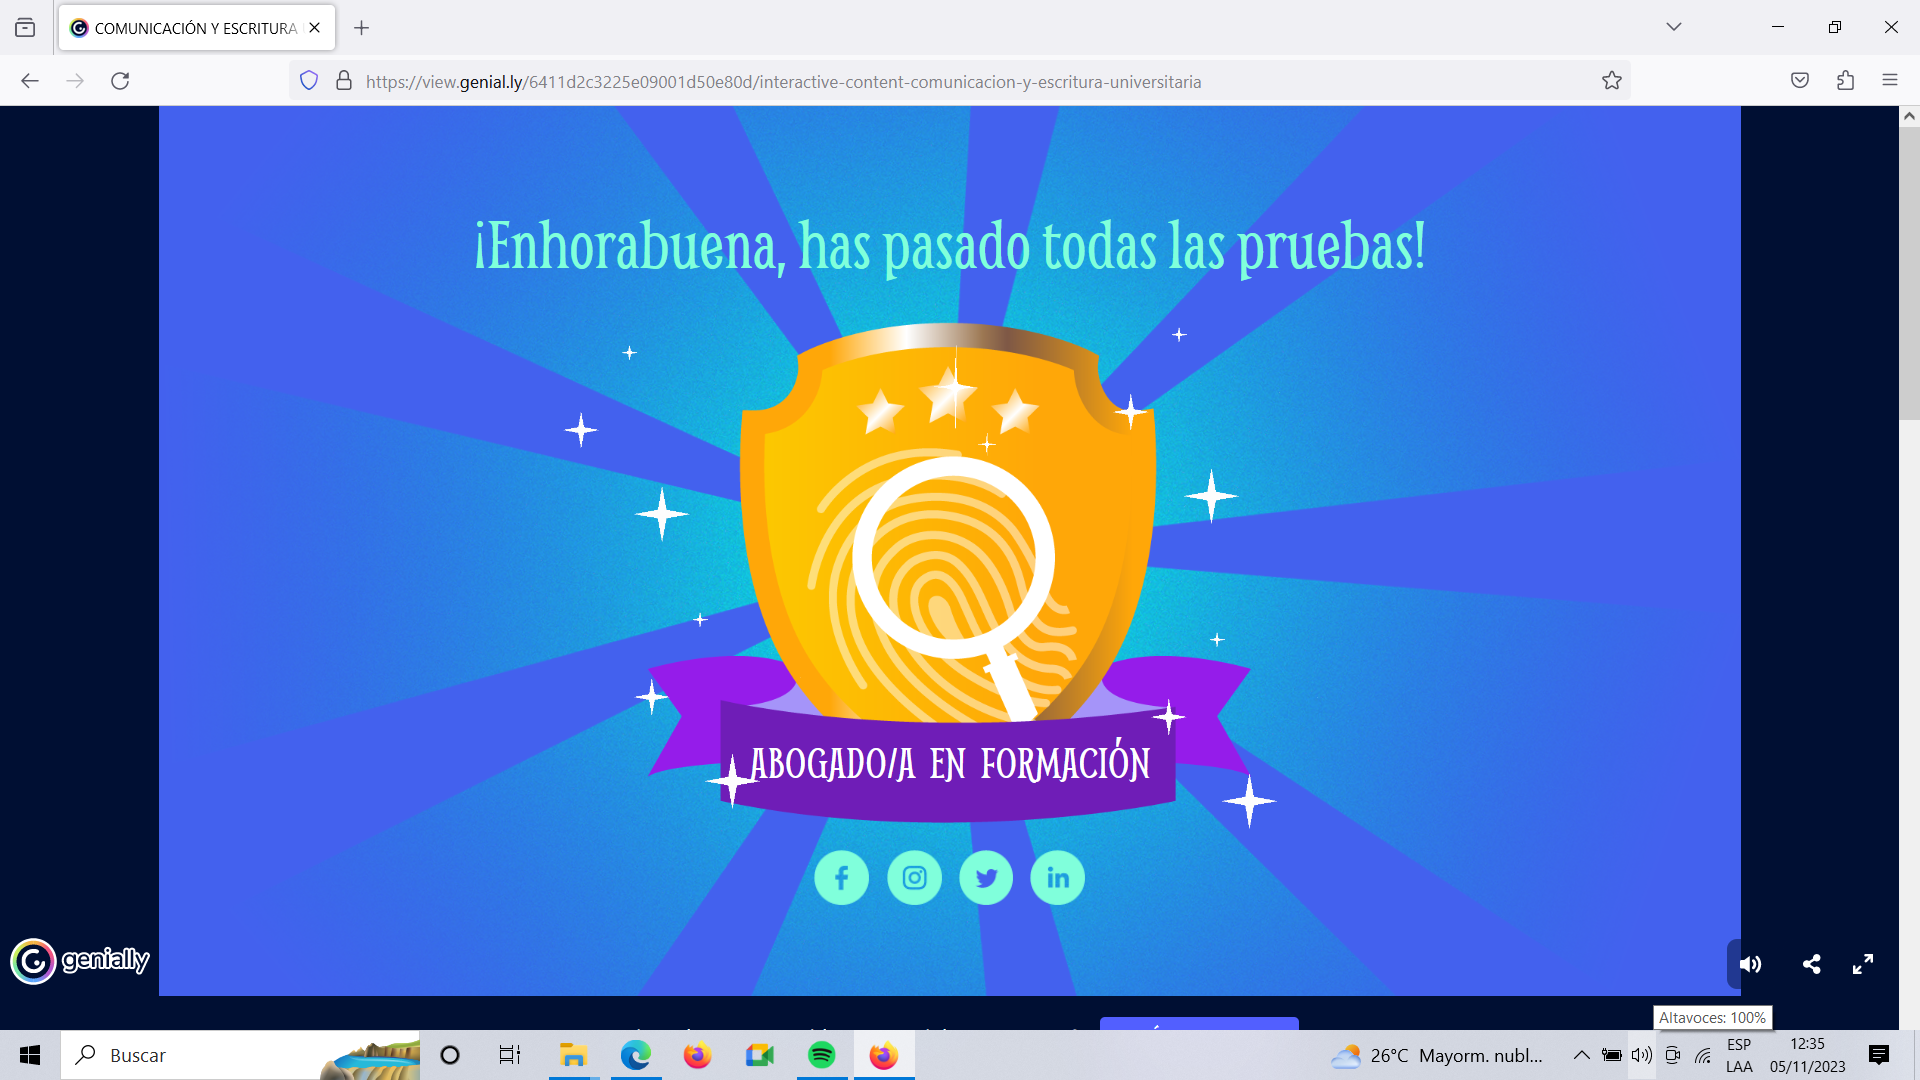 COMUNICACIÓN Y ESCRITURA
https://view.genial.ly/6411d2c3225e09001d50e80d/interactive-content-comunicacion-y-escritura-universitaria
¡Enhorabuena, has pasado todas las pruebas!
ABOGADO/A EN FORMACIÓN
genially
Altavoces: 100%
Buscar
26°C Mayorm. nubl...
ESP
LAA
12:35
05/11/2023